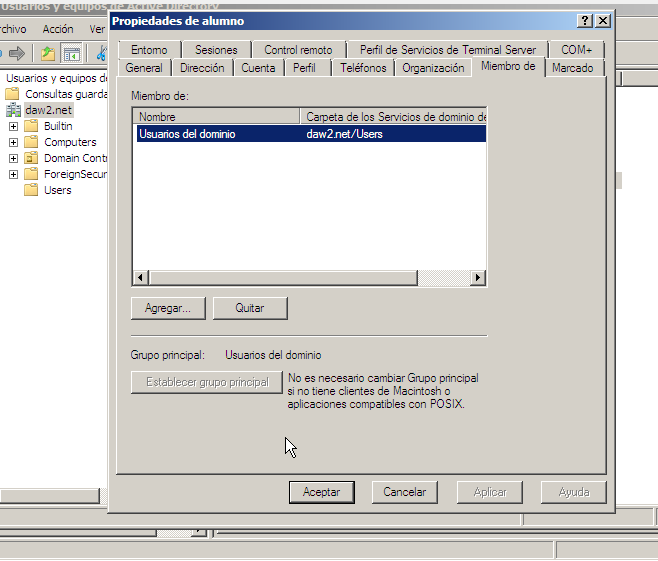 Usuarios y equipos de Active Directory
Propiedades de alumno
rchivo Acción Ver
Entorno Sesiones Control remoto Perfil de Servicios de Terminal Server COM+
General Dirección Cuenta Perfil Teléfonos Organización Miembro de Marcado
Usuarios y equipos de
Consultas guarda
daw2.net
Builtin
Computers
Domain Cont
ForeignSecur
Users
Miembro de:
Nombre Carpeta de los Servicios de dominio de
Usuarios del dominio daw2.net/Users
Agregar... Quitar
Grupo principal: Usuarios del dominio
Establecer grupo principal
No es necesario cambiar Grupo principal
si no tiene clientes de Macintosh o
aplicaciones compatibles con POSIX.
Aceptar Cancelar Aplicar Ayuda